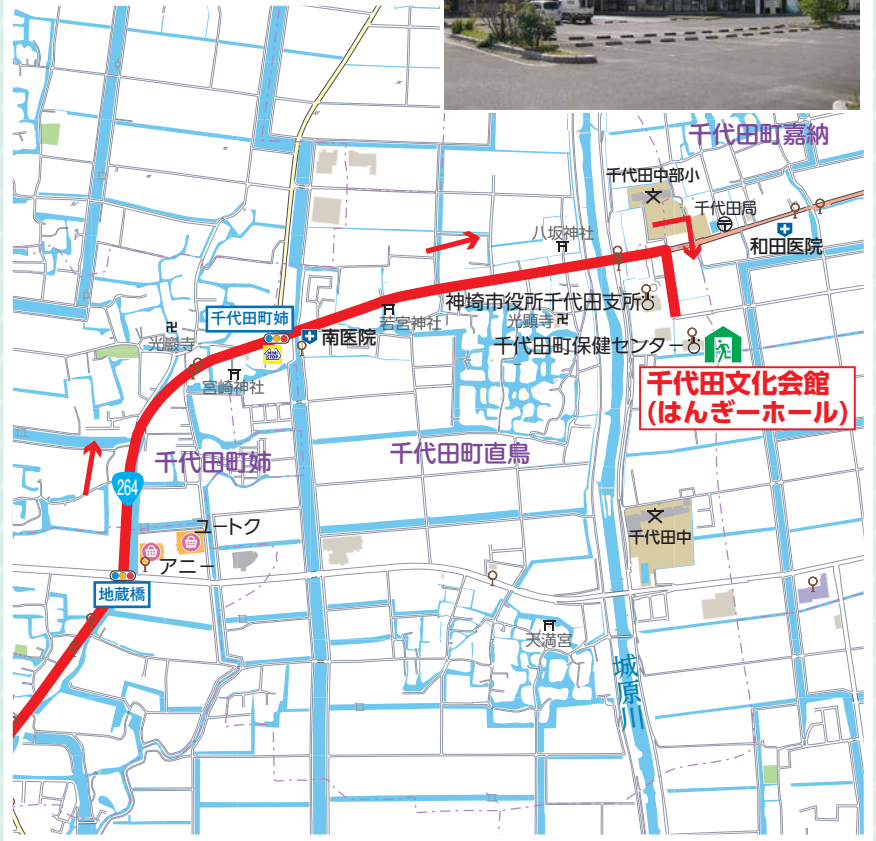 千代田町嘉納
千代田中部小
千代田局
八坂神社
和田医院
神埼市役所千代田支所
千代田町姉
若宮神社
光顕寺
南医院
光巖寺
千代田町保健センター
宮崎神社
千代田文化会館
(はんぎーホール)
千代田町姉
千代田町直鳥
264
ユートク
千代田中
アニー
地蔵橋
天満宮
城原川